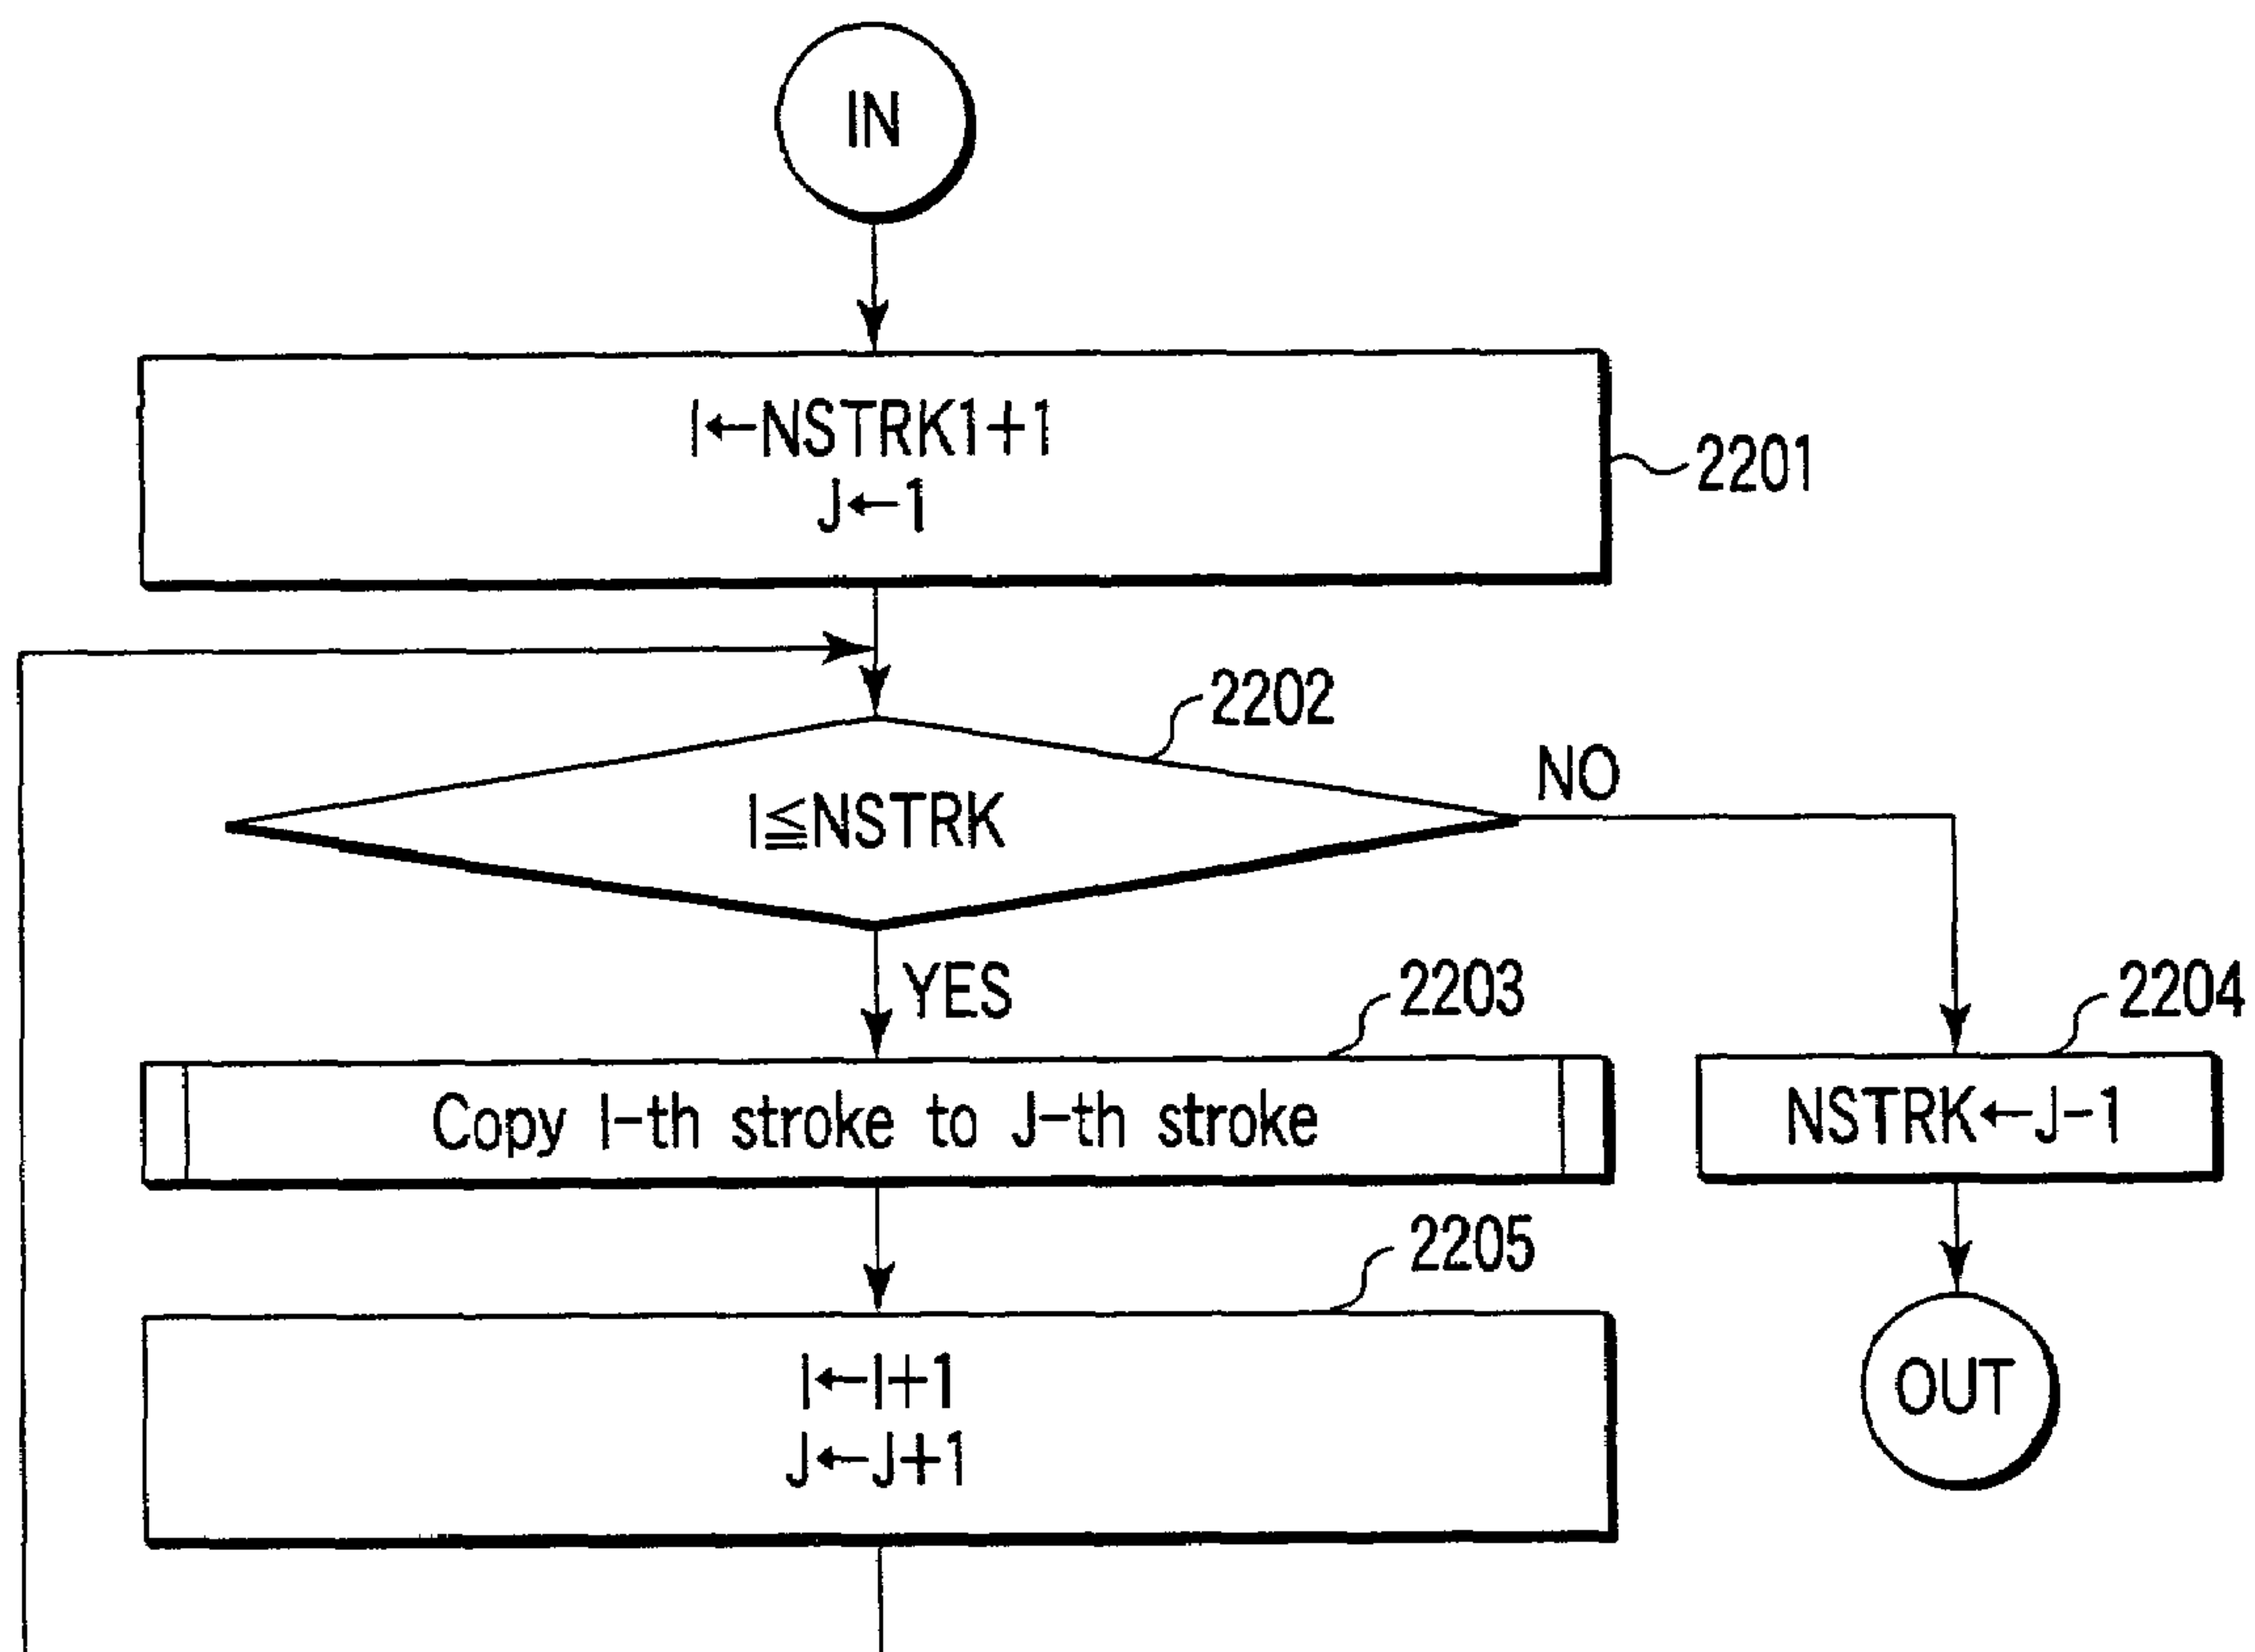 IN
I←NSTRK1+1
J←1
2201
2202
I≦NSTRK
NO
YES
2203
2204
Copy I-th stroke to J-th stroke
NSTRK←J-1
2205
I←I+1
J←J+1
OUT